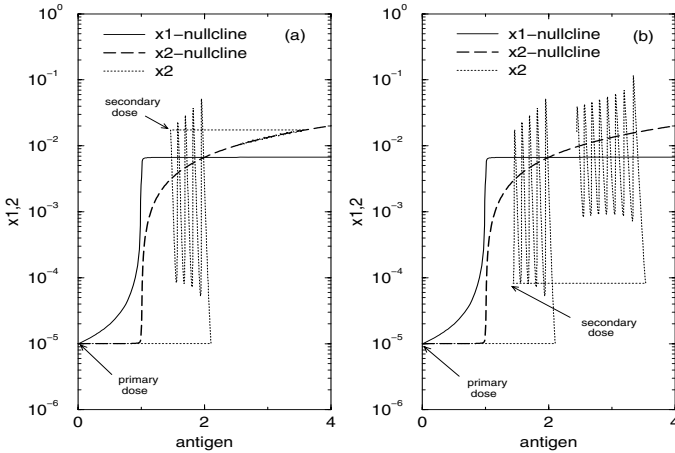 (a)
x1−nullcline
x2−nullcline
x2
secondary
dose
primary
dose
10^0
10^−1
10^−2
10^−3
10^−4
10^−5
10^−6
x1,2
0
1
2
3
4
antigen
(b)
x1−nullcline
x2−nullcline
x2
secondary
dose
primary
dose
10^0
10^−1
10^−2
10^−3
10^−4
10^−5
10^−6
x1,2
0
1
2
3
4
antigen